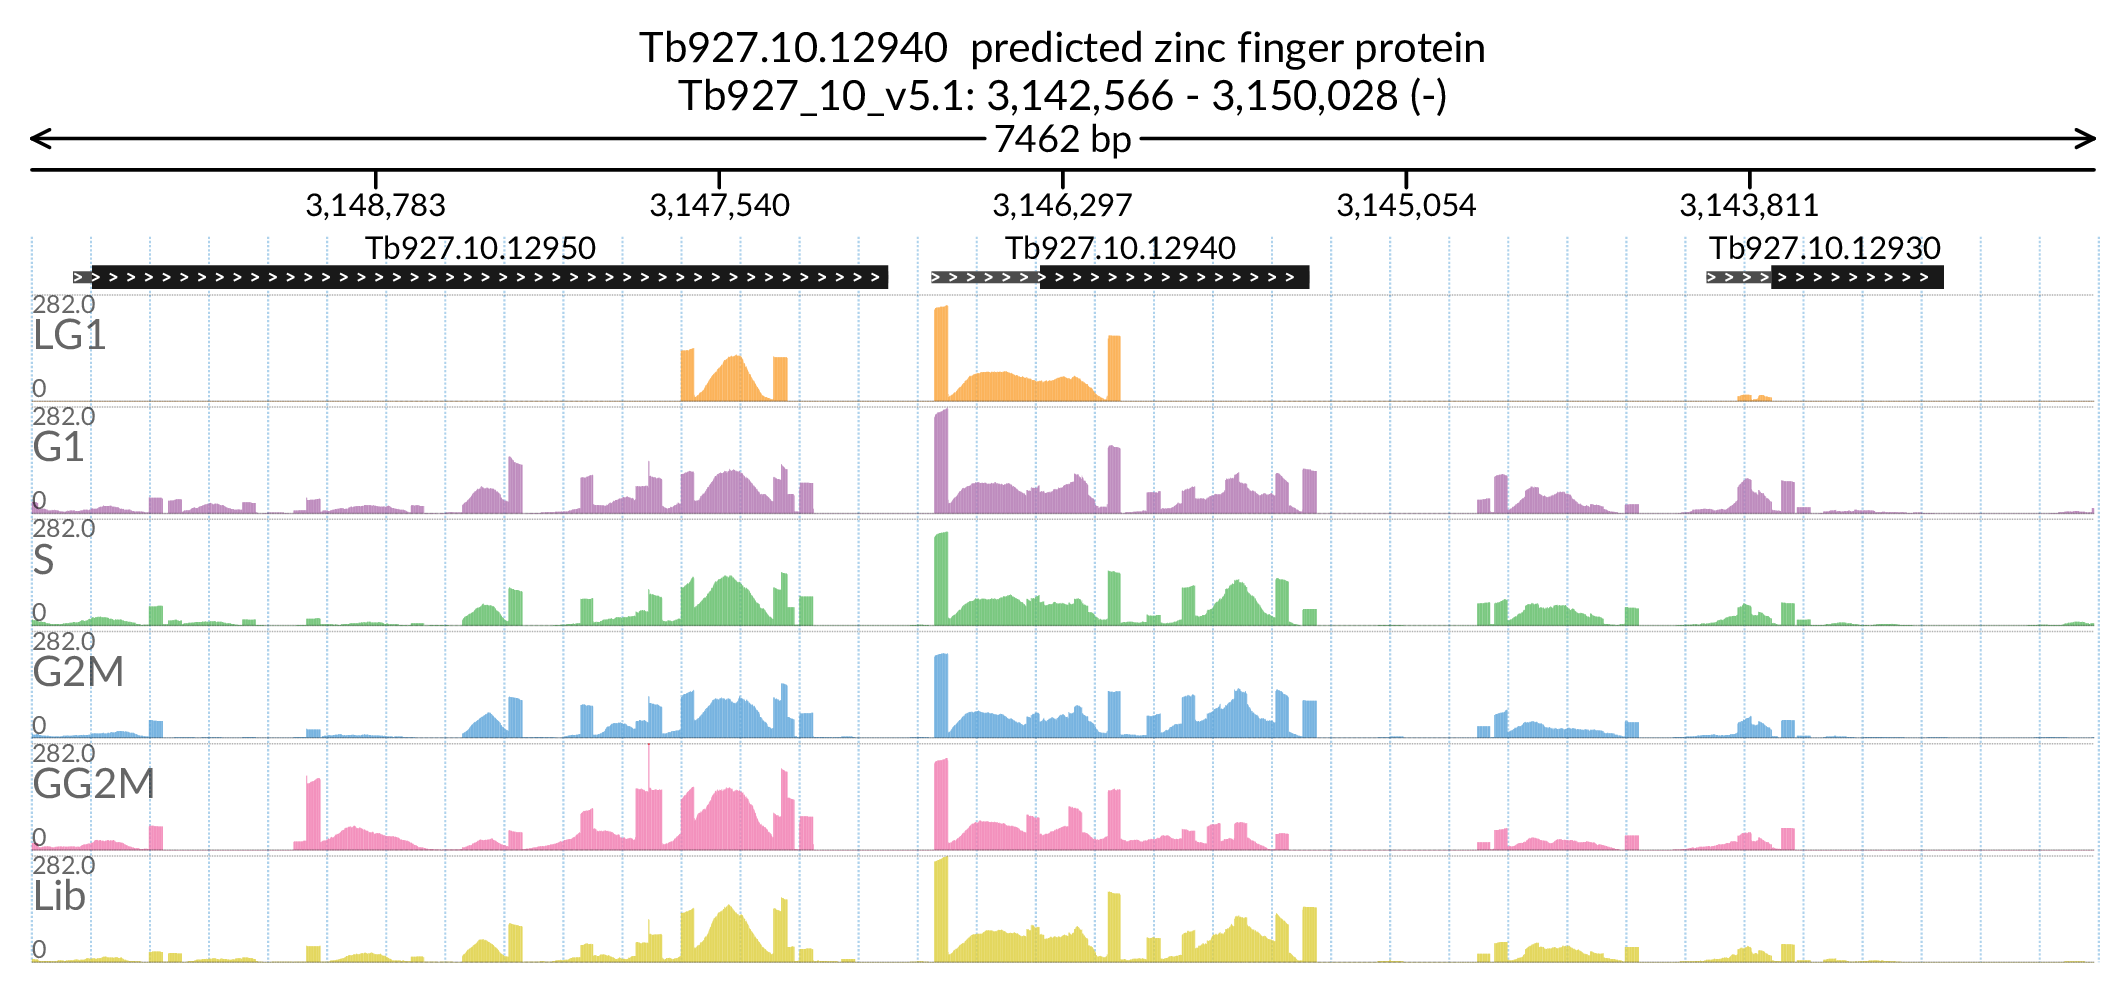 Tb927.10.12940 predicted zinc finger protein
Tb927_10_v5.1: 3,142,566 - 3,150,028 (-)
7462 bp
3,148,783 3,147,540 3,146,297 3,145,054 3,143,811
Tb927.10.12950 Tb927.10.12940 Tb927.10.12930
282.0
LG1
0
282.0
G1
0
282.0
S
0
282.0
G2M
0
282.0
GG2M
0
282.0
Lib
0